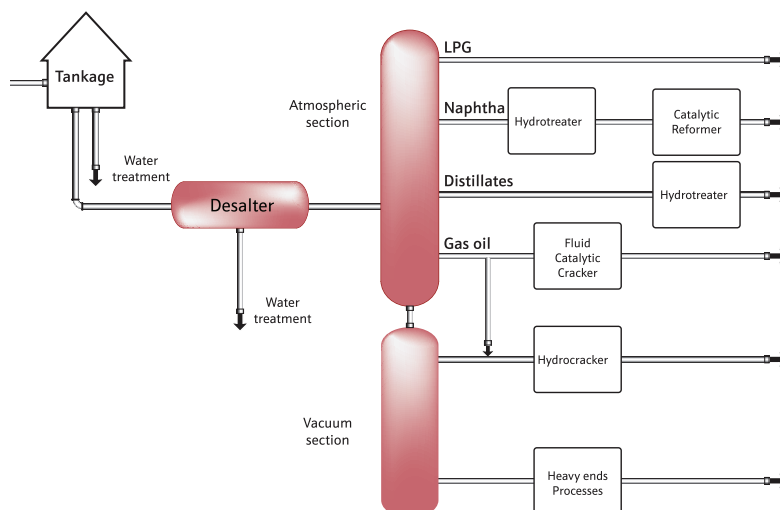 LPG
Tankage
Atmospheric
section
Naphtha
Hydrotreater
Catalytic
Reformer
Water
treatment
Desalter
Distillates
Hydrotreater
Gas oil
Fluid
Catalytic
Cracker
Water
treatment
Hydrocracker
Vacuum
section
Heavy ends
Processes